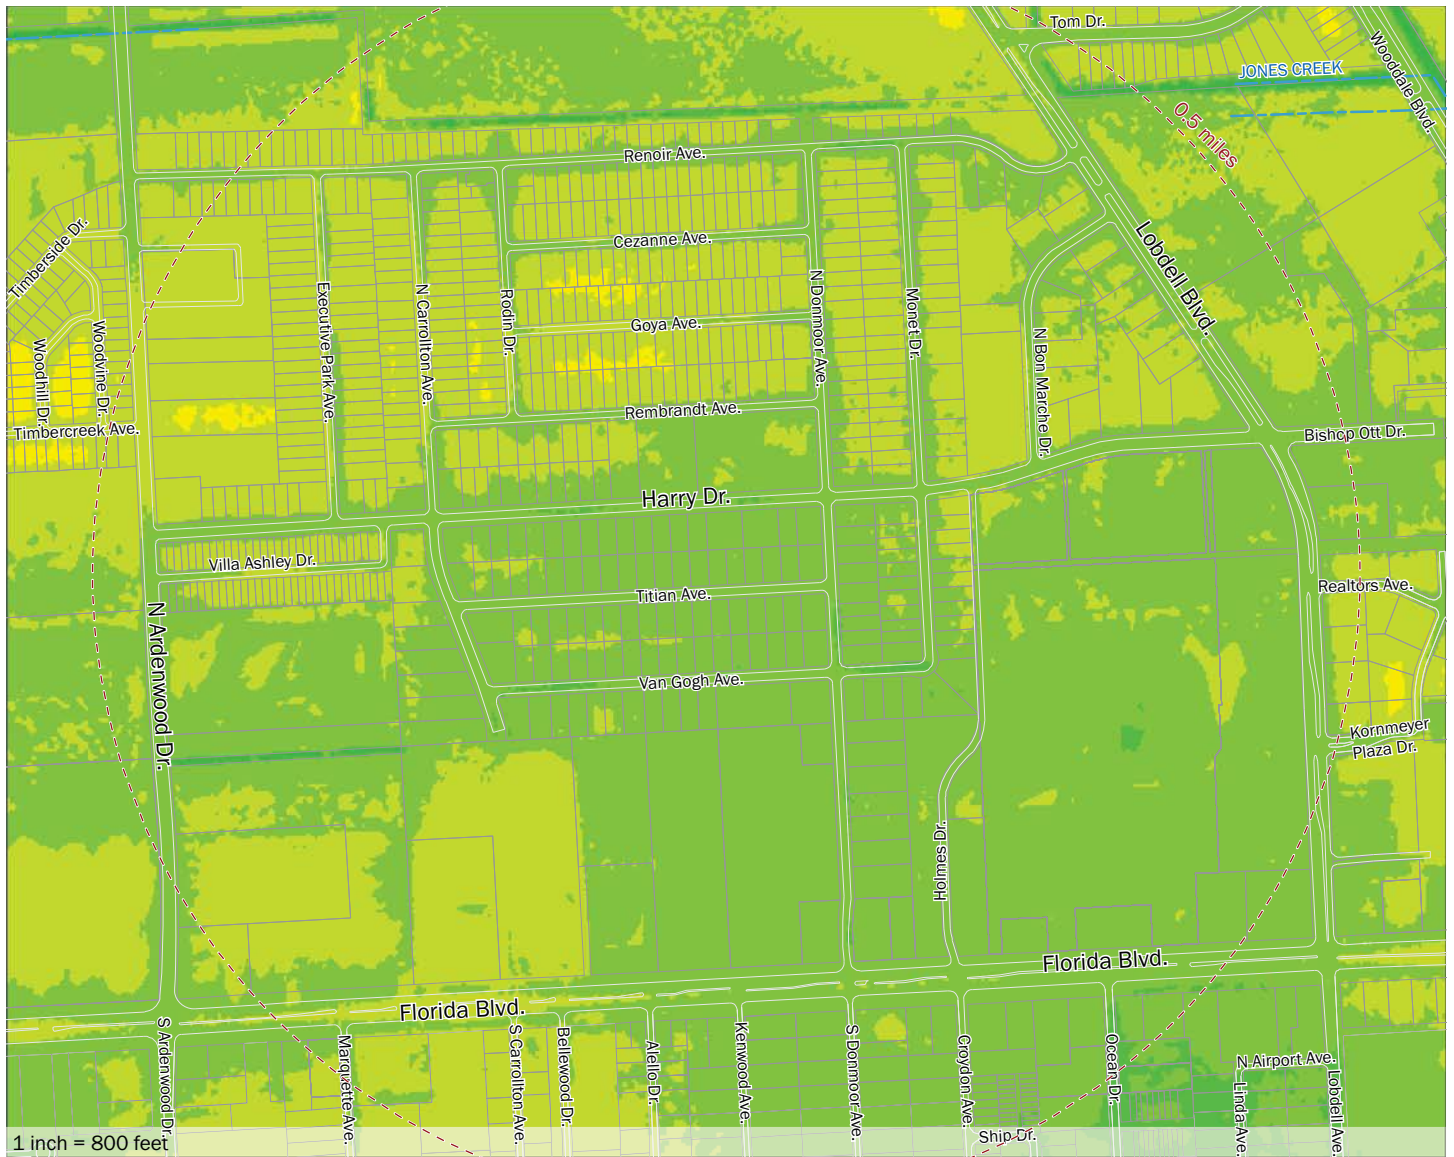 Tom Dr.
Wooddale Blvd.
JONES CREEK
0.5 miles
Renoir Ave.
Timberside Dr.
Cezanne Ave.
Lobdell Blvd.
Executive Park Ave.
N Carrollton Ave.
Rodin Dr.
Goya Ave.
N Donmoor Ave.
Monet Dr.
N Bon Marche Dr.
Woodvine Dr.
Woodhill Dr.
Timbercreek Ave.
Rembrandt Ave.
Bishop Ott Dr.
Harry Dr.
Villa Ashley Dr.
Titian Ave.
Realtors Ave.
N Ardenwood Dr.
Van Gogh Ave.
Kornmeyer
Plaza Dr.
Holmes Dr.
Florida Blvd.
Florida Blvd.
S Ardenwood Dr.
Marquette Ave.
S Carrollton Ave.
Bellewood Dr.
Alello Dr.
Kenwood Ave.
S Donmoor Ave.
Croydon Ave.
Ocean Dr.
N Airport Ave.
Linda Ave.
Lobdell Ave.
Ship Dr.
1 inch = 800 feet